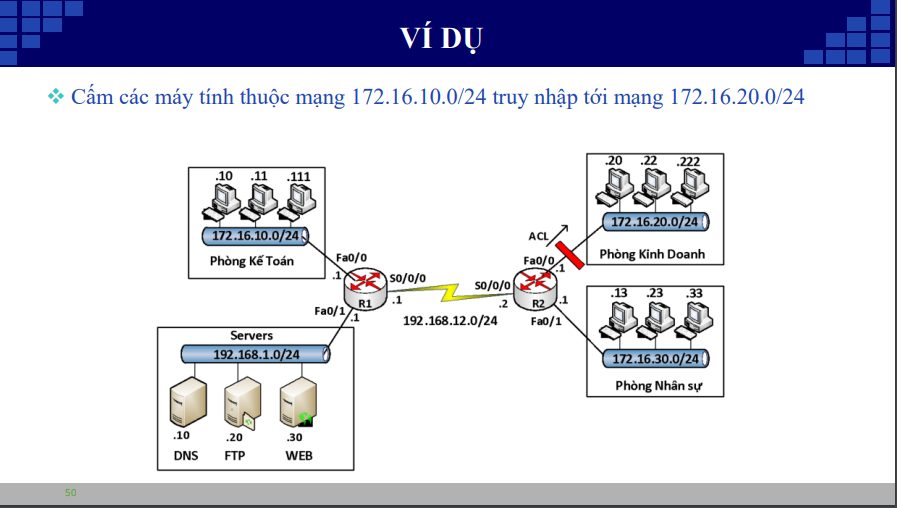 VÍ DỤ
Cấm các máy tính thuộc mạng 172.16.10.0/24 truy nhập tới mạng 172.16.20.0/24
.10 .11 .111
172.16.10.0/24
Phòng Kế Toán
Fa0/0
.1
S0/0/0
.1
R1
Fa0/1
.1
192.168.12.0/24
Servers
192.168.1.0/24
.10 .20 .30
DNS FTP WEB
.20 .22 .222
172.16.20.0/24
Phòng Kinh Doanh
ACL
Fa0/0
.1
S0/0/0
.2
R2
.1
Fa0/1
.13 .23 .33
172.16.30.0/24
Phòng Nhân sự
50